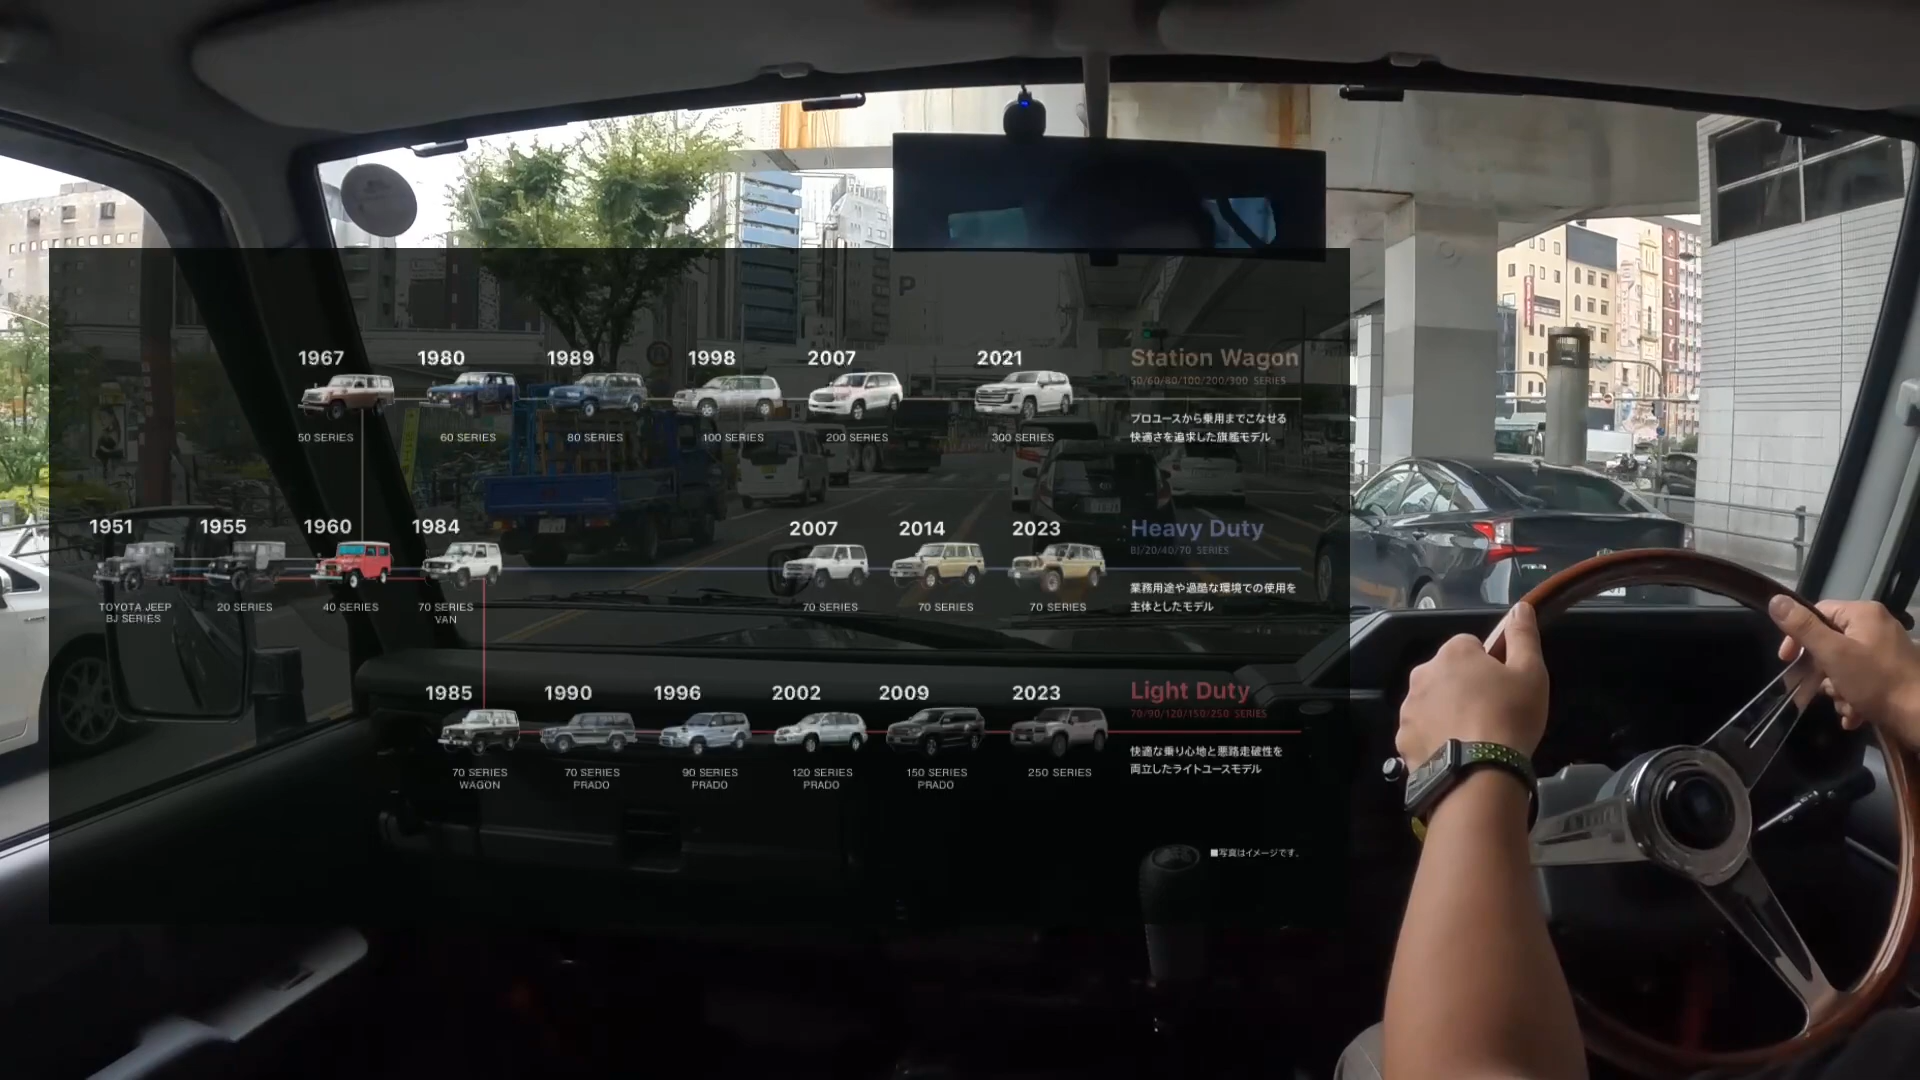 1967 1980 1989 1998 2007 2021 Station Wagon
50/60/80/100/200/300 SERIES
プロユースから乗用までこなせる
快適さを追求した旗艦モデル
50 SERIES 60 SERIES 80 SERIES 100 SERIES 200 SERIES 300 SERIES
1951 1955 1960 1984 2007 2014 2023 Heavy Duty
BJ/20/40/70 SERIES
業務用途や過酷な環境での使用を
主体としたモデル
TOYOTA JEEP
BJ SERIES
20 SERIES
40 SERIES
70 SERIES
VAN
70 SERIES
70 SERIES
70 SERIES
1985 1990 1996 2002 2009 2023 Light Duty
70/90/120/150/250 SERIES
快適な乗り心地と悪路走破性を
両立したライトユースモデル
70 SERIES
WAGON
70 SERIES
PRADO
90 SERIES
PRADO
120 SERIES
PRADO
150 SERIES
PRADO
250 SERIES
■写真はイメージです。
P